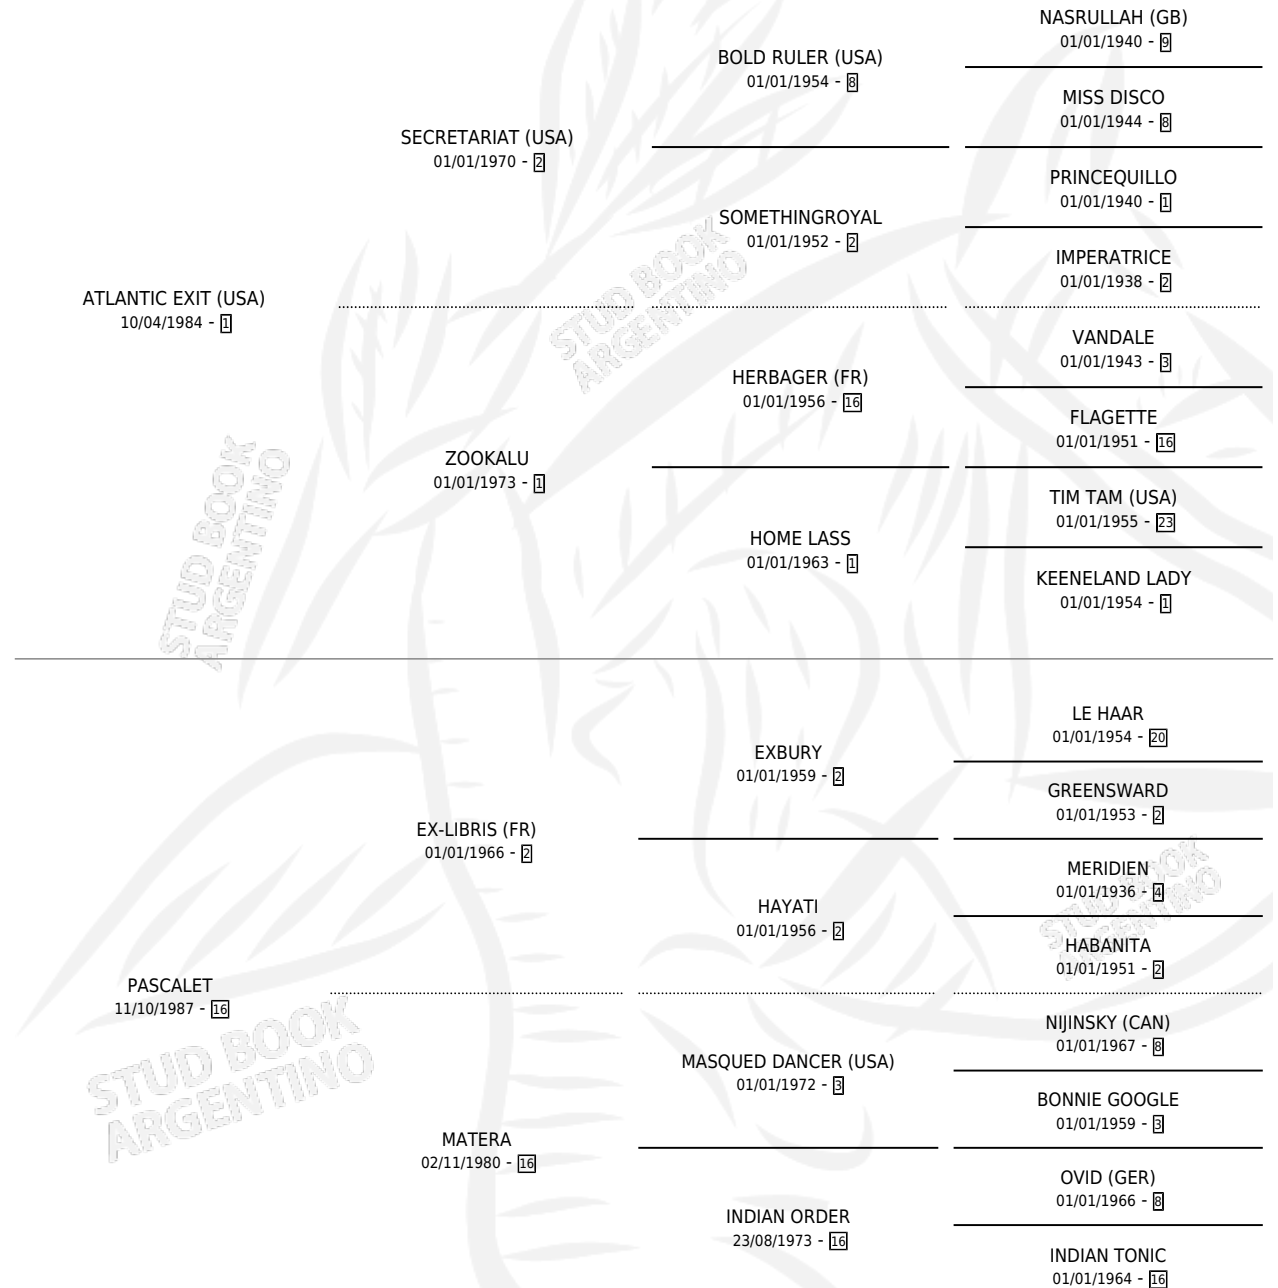 NASRULLAH (GB)
01/01/1940 - 9
BOLD RULER (USA)
01/01/1954 - 8
MISS DISCO
01/01/1944 - 8
SECRETARIAT (USA)
01/01/1970 - 2
PRINCEQUILLO
01/01/1940 - 1
SOMETHINGROYAL
01/01/1952 - 2
IMPERATRICE
01/01/1938 - 2
ATLANTIC EXIT (USA)
10/04/1984 - 1
STUD BOOK
ARGENTINO
VANDALE
01/01/1943 - 3
HERBAGER (FR)
01/01/1956 - 16
FLAGETTE
01/01/1951 - 16
ZOOKALU
01/01/1973 - 1
TIM TAM (USA)
01/01/1955 - 23
HOME LASS
01/01/1963 - 1
KEENELAND LADY
01/01/1954 - 1
STUD BOOK
ARGENTINO
LE HAAR
01/01/1954 - 20
EXBURY
01/01/1959 - 2
GREENSWARD
01/01/1953 - 2
EX-LIBRIS (FR)
01/01/1966 - 2
MERIDIEN
01/01/1936 - 4
HAYATI
01/01/1956 - 2
STUD BOOK
ARGENTINO
HABANITA
01/01/1951 - 2
PASCALET
11/10/1987 - 16
STUD BOOK
ARGENTINO
NIJINSKY (CAN)
01/01/1967 - 8
MASQUED DANCER (USA)
01/01/1972 - 3
BONNIE GOOGLE
01/01/1959 - 3
MATERA
02/11/1980 - 16
OVID (GER)
01/01/1966 - 8
INDIAN ORDER
23/08/1973 - 16
INDIAN TONIC
01/01/1964 - 16